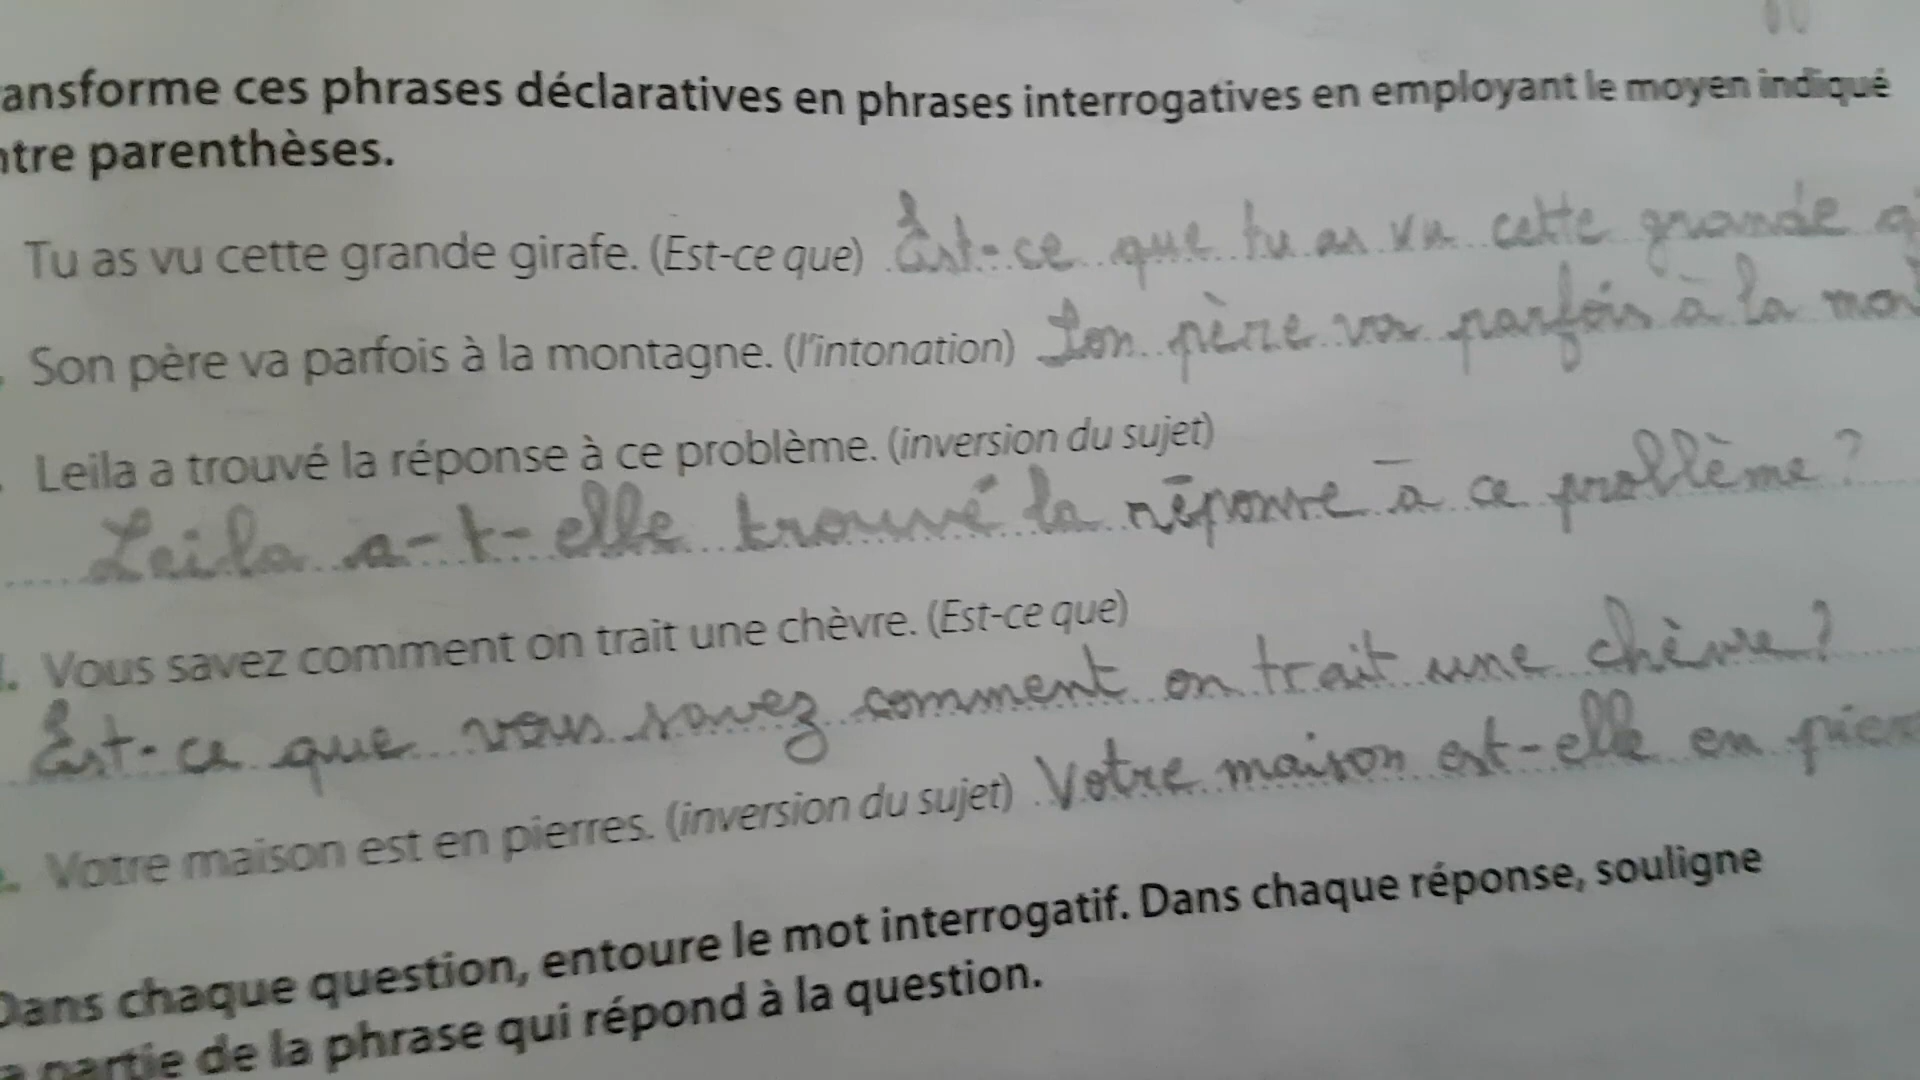 ansforme ces phrases déclaratives en phrases interrogatives en employant le moyen indiqué
ntre parenthèses.
Tu as vu cette grande girafe. (Est-ce que) Est-ce que tu as vu cette grande gi
Son père va parfois à la montagne. (l'intonation) Son père va parfois à la mon
Leila a trouvé la réponse à ce problème. (inversion du sujet)
Leila a-t-elle trouvé la réponse à ce problème ?
. Vous savez comment on trait une chèvre. (Est-ce que)
Est-ce que vous savez comment on trait une chèvre ?
. Votre maison est en pierres. (inversion du sujet) Votre maison est-elle en pierr
Dans chaque question, entoure le mot interrogatif. Dans chaque réponse, souligne
a partie de la phrase qui répond à la question.